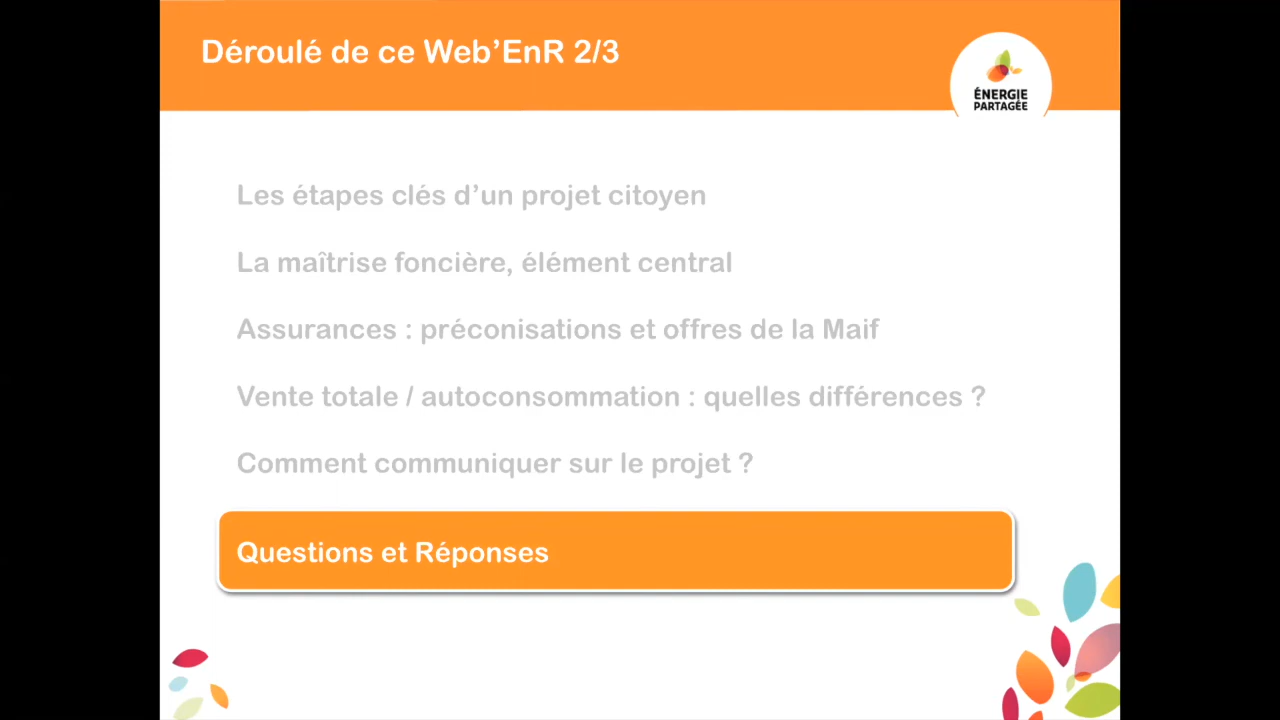 Déroulé de ce Web’EnR 2/3
ÉNERGIE
PARTAGÉE
Les étapes clés d’un projet citoyen
La maîtrise foncière, élément central
Assurances : préconisations et offres de la Maif
Vente totale / autoconsommation : quelles différences ?
Comment communiquer sur le projet ?
Questions et Réponses